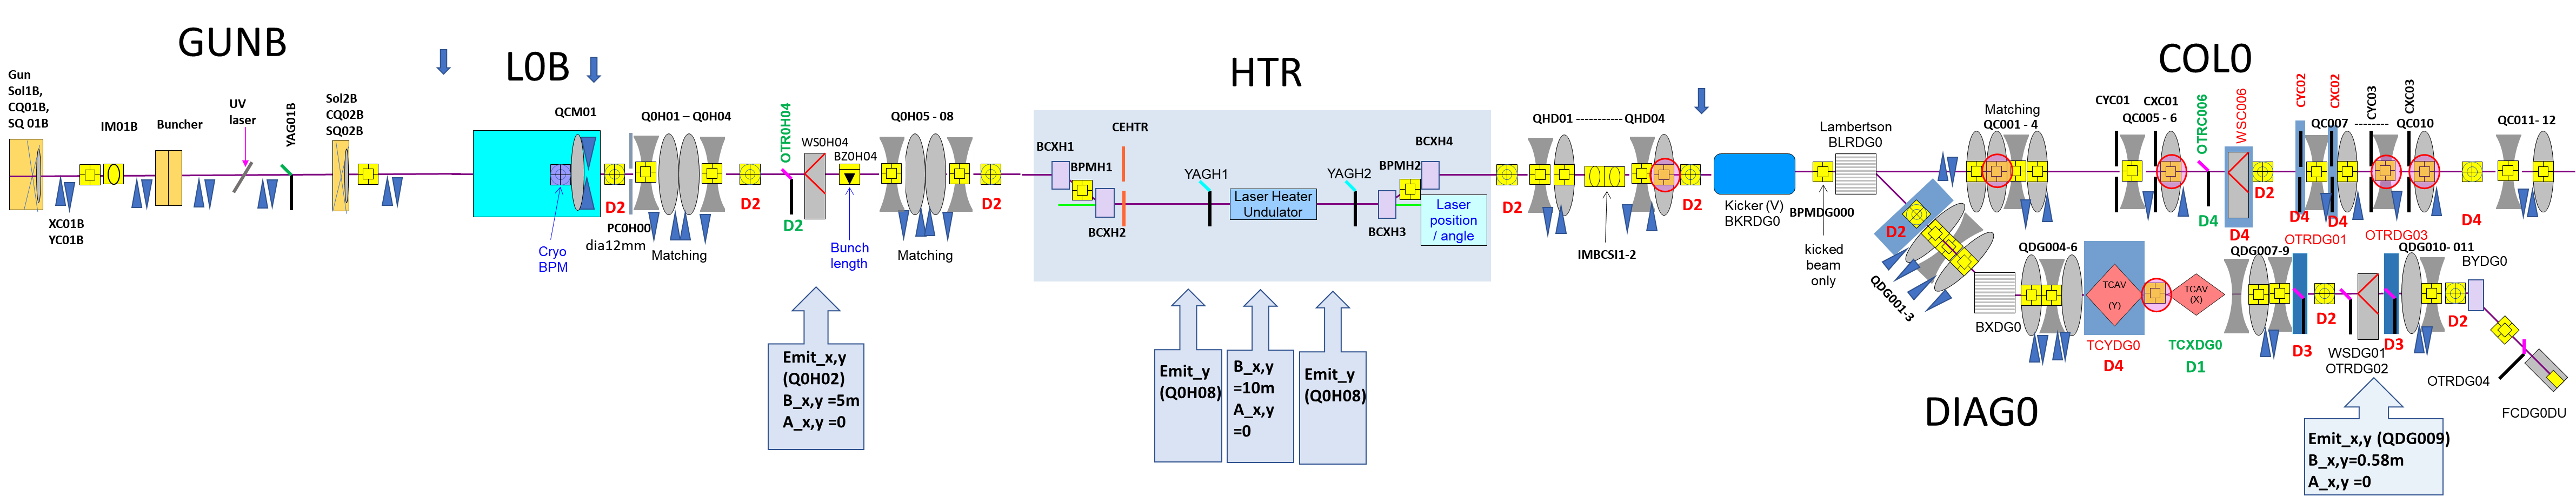 GUNB
L0B
HTR
COL0
DIAG0
Gun
Sol1B,
CQ01B,
SQ 01B
XC01B
YC01B
IM01B
Buncher
UV
laser
YAG01B
Sol2B
CQ02B
SQ02B
QCM01
Cryo
BPM
D2
PC0H00
dia12mm
Q0H01 – Q0H04
Matching
D2
OTR0H04
D2
WS0H04
BZ0H04
Bunch
length
Q0H05 - 08
Matching
D2
Emit_x,y
(Q0H02)
B_x,y =5m
A_x,y =0
BCXH1
BPMH1
CEHTR
BCXH2
YAGH1
Laser Heater
Undulator
YAGH2
BPMH2
BCXH4
BCXH3
Laser
position
/ angle
Emit_y
(Q0H08)
B_x,y
=10m
A_x,y
=0
Emit_y
(Q0H08)
D2
QHD01 ----------- QHD04
IMBCSI1-2
D2
Kicker (V)
BKRDG0
Lambertson
BLRDG0
BPMDG000
kicked
beam
only
Matching
QC001 - 4
CYC01
CXC01
QC005 - 6
OTRC006
D4
WSC006
D4
D2
CYC02
CXC02
D4
D4
QC007 -------- QC010
CYC03
CXC03
OTRDG01
OTRDG03
D4
QC011- 12
D2
QDG001-3
BXDG0
QDG004-6
TCAV
(Y)
TCYDG0
D4
TCAV
(X)
TCXDG0
D1
QDG007-9
D3
D2
WSDG01
OTRDG02
D3
QDG010- 011
D2
BYDG0
OTRDG04
FCDG0DU
Emit_x,y (QDG009)
B_x,y=0.58m
A_x,y =0